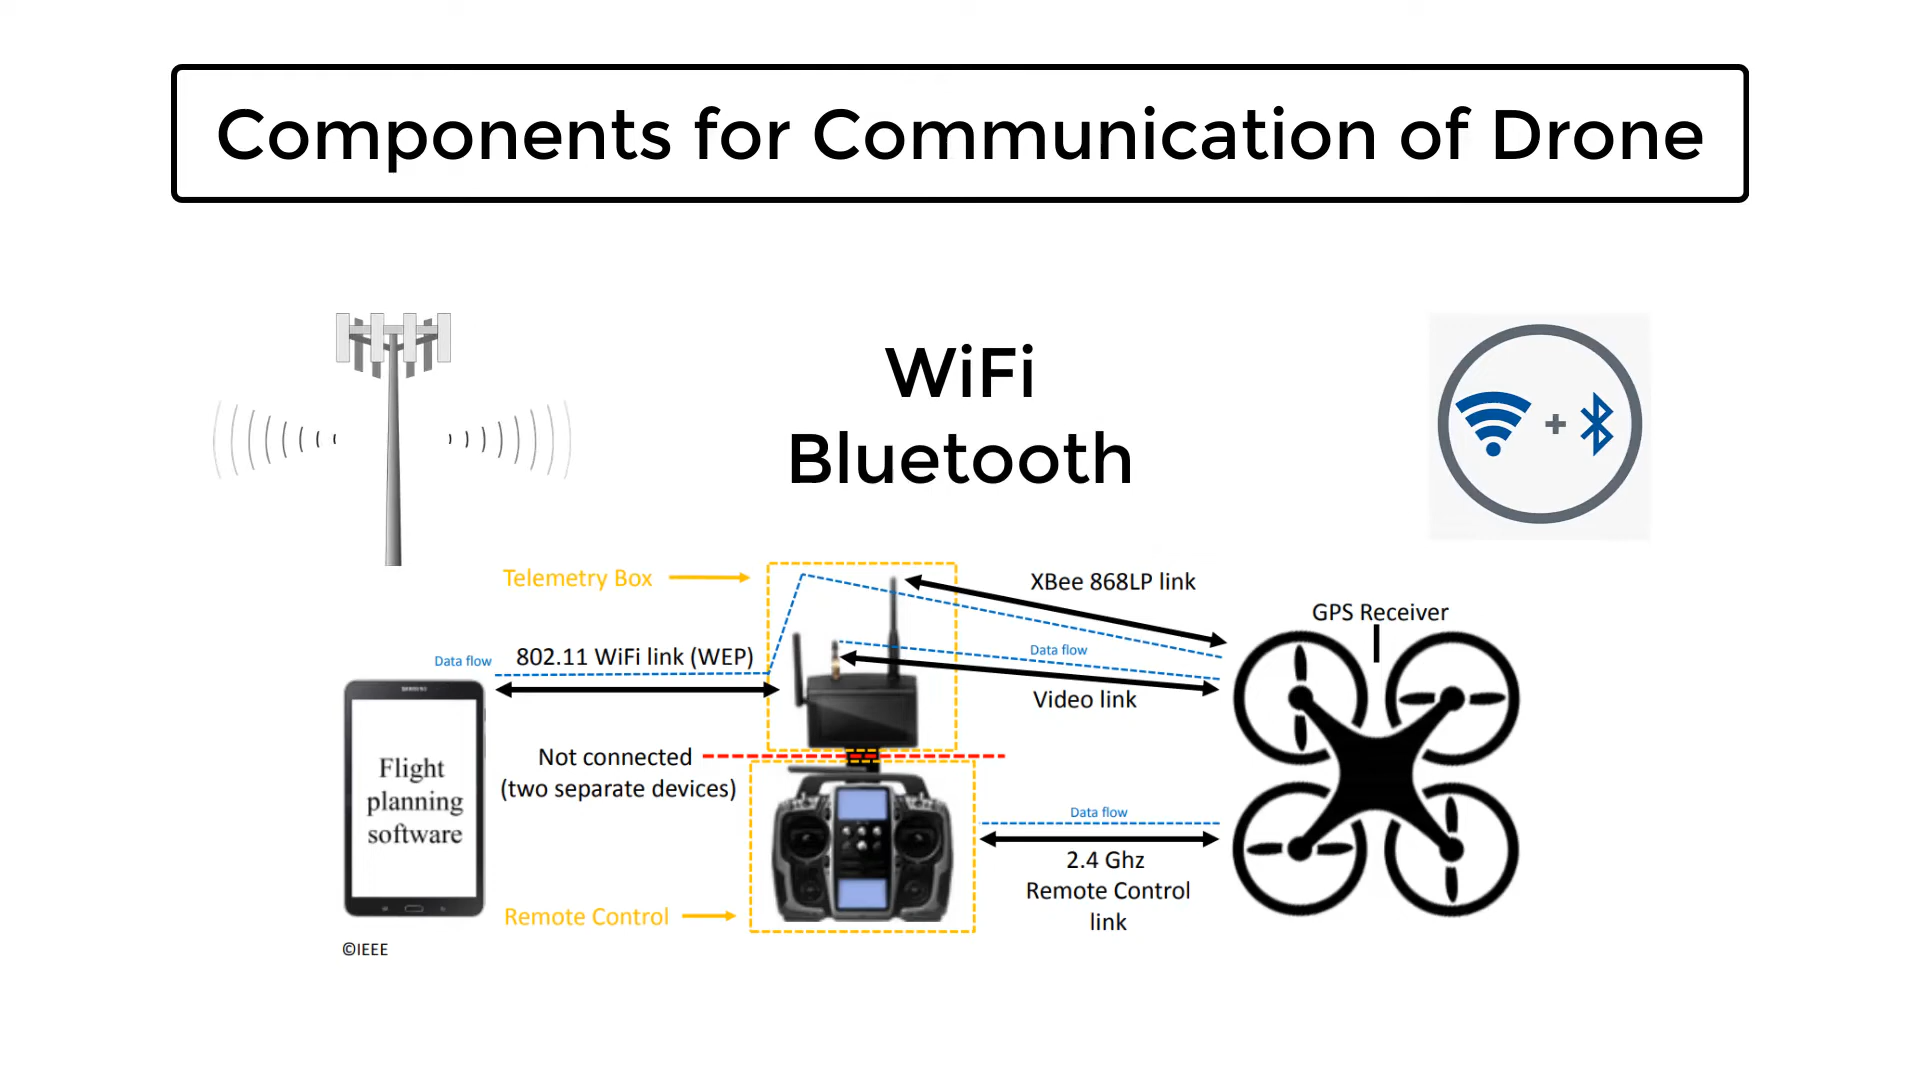 Components for Communication of Drone
WiFi
Bluetooth
Telemetry Box
XBee 868LP link
GPS Receiver
Data flow
802.11 WiFi link (WEP)
Data flow
Video link
Flight
planning
software
Not connected
(two separate devices)
Data flow
2.4 Ghz
Remote Control
link
Remote Control
©IEEE